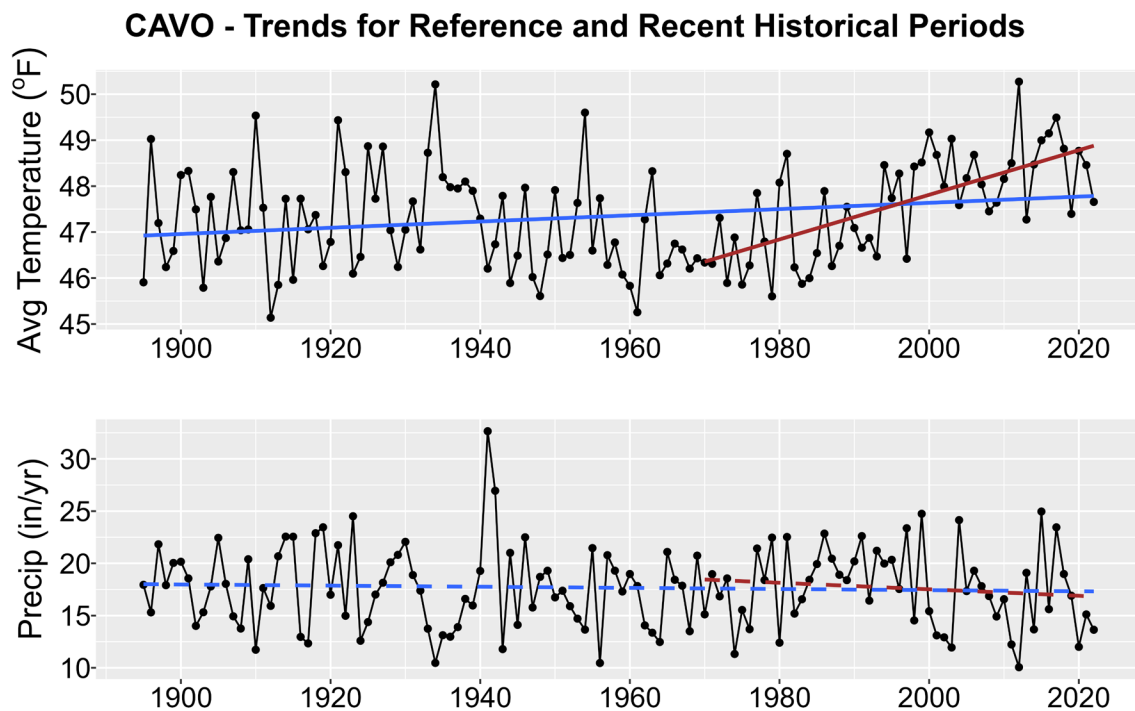 CAVO - Trends for Reference and Recent Historical Periods
Avg Temperature (°F)
50
49
48
47
46
45
1900 1920 1940 1960 1980 2000 2020
Precip (in/yr)
30
25
20
15
10
1900 1920 1940 1960 1980 2000 2020